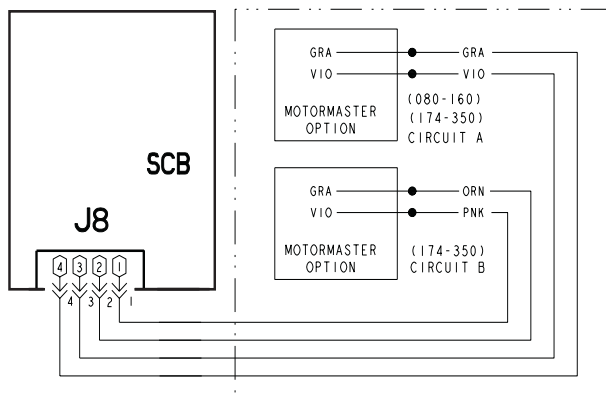 GRA GRA
VIO VIO
MOTORMASTER
OPTION
(080-160)
(174-350)
CIRCUIT A
SCB
GRA ORN
VIO PNK
MOTORMASTER
OPTION
(174-350)
CIRCUIT B
J8
4 3 2 1
4 3 2 1